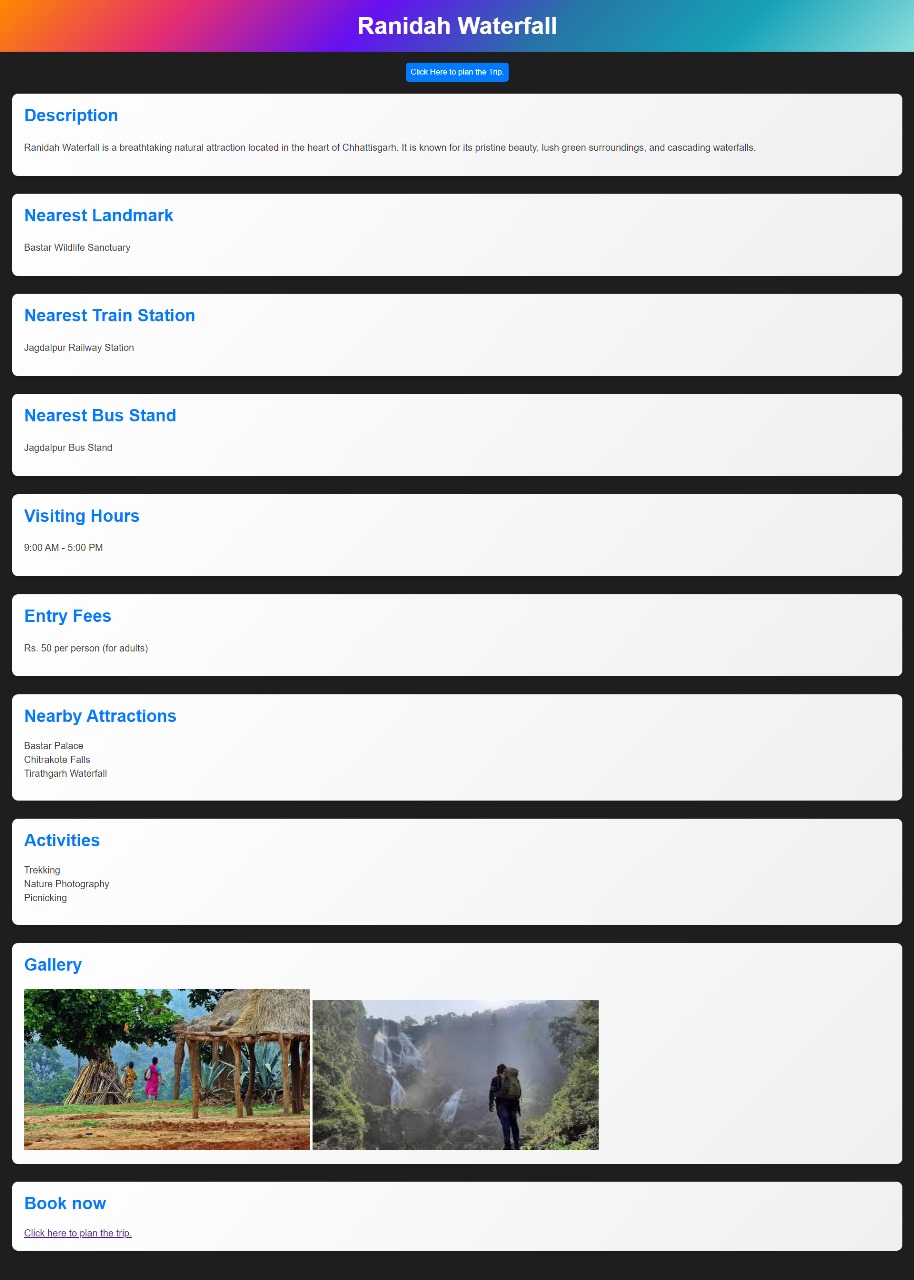 Ranidah Waterfall
Click Here to plan the Trip.
Description
Ranidah Waterfall is a breathtaking natural attraction located in the heart of Chhattisgarh. It is known for its pristine beauty, lush green surroundings, and cascading waterfalls.
Nearest Landmark
Bastar Wildlife Sanctuary
Nearest Train Station
Jagdalpur Railway Station
Nearest Bus Stand
Jagdalpur Bus Stand
Visiting Hours
9:00 AM - 5:00 PM
Entry Fees
Rs. 50 per person (for adults)
Nearby Attractions
Bastar Palace
Chitrakote Falls
Tirathgarh Waterfall
Activities
Trekking
Nature Photography
Picnicking
Gallery
Book now
Click here to plan the trip.